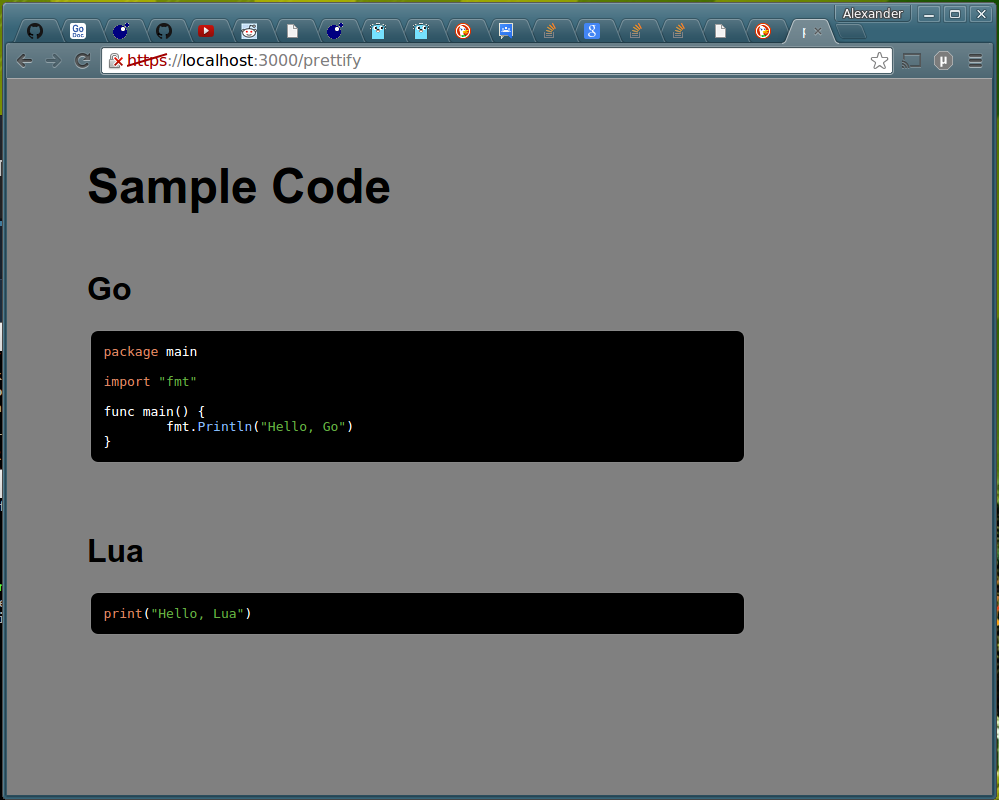 Alexander
Go
Doc
https://localhost:3000/prettify
Sample Code
Go
package main
import "fmt"
func main() {
        fmt.Println("Hello, Go")
}
Lua
print("Hello, Lua")